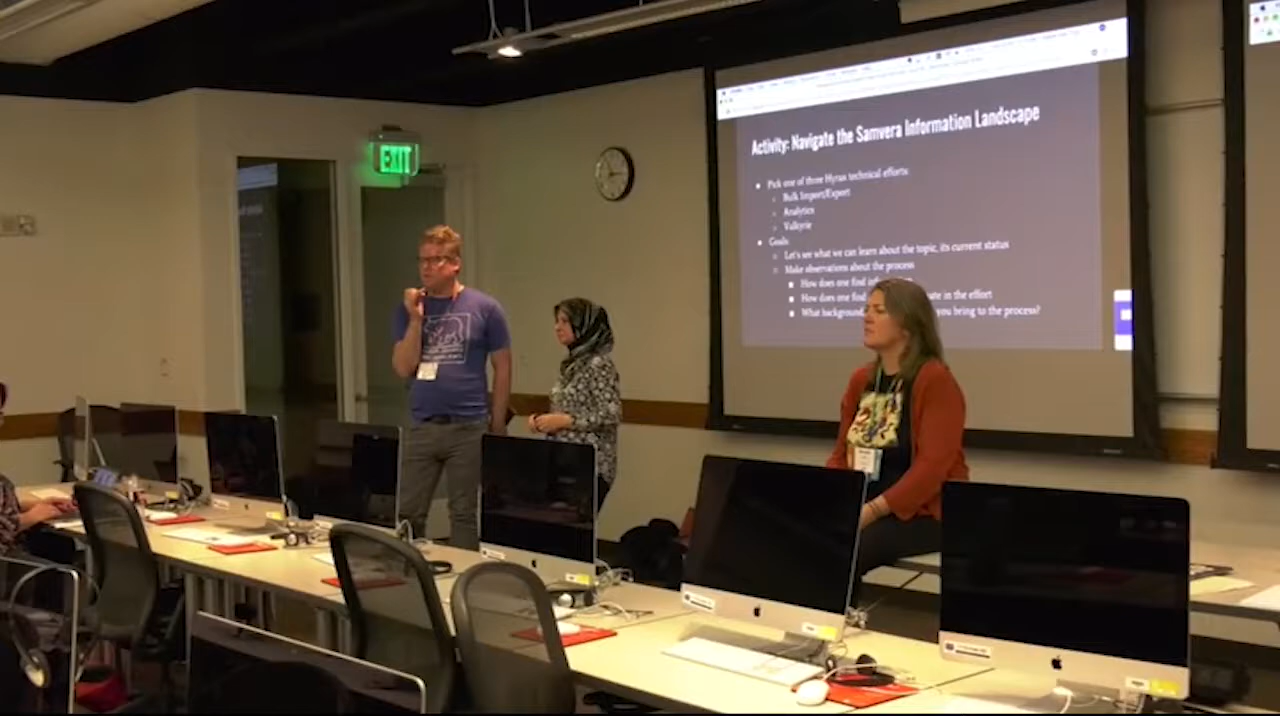 EXIT
Activity: Navigate the Samvera Information Landscape
Pick one of three Hyrax technical efforts
Bulk Import/Export
Analytics
Valkyrie
Goals
Let's see what we can learn about the topic, its current status
Make observations about the process
How does one find
How does one find ate in the effort
What background you bring to the process?